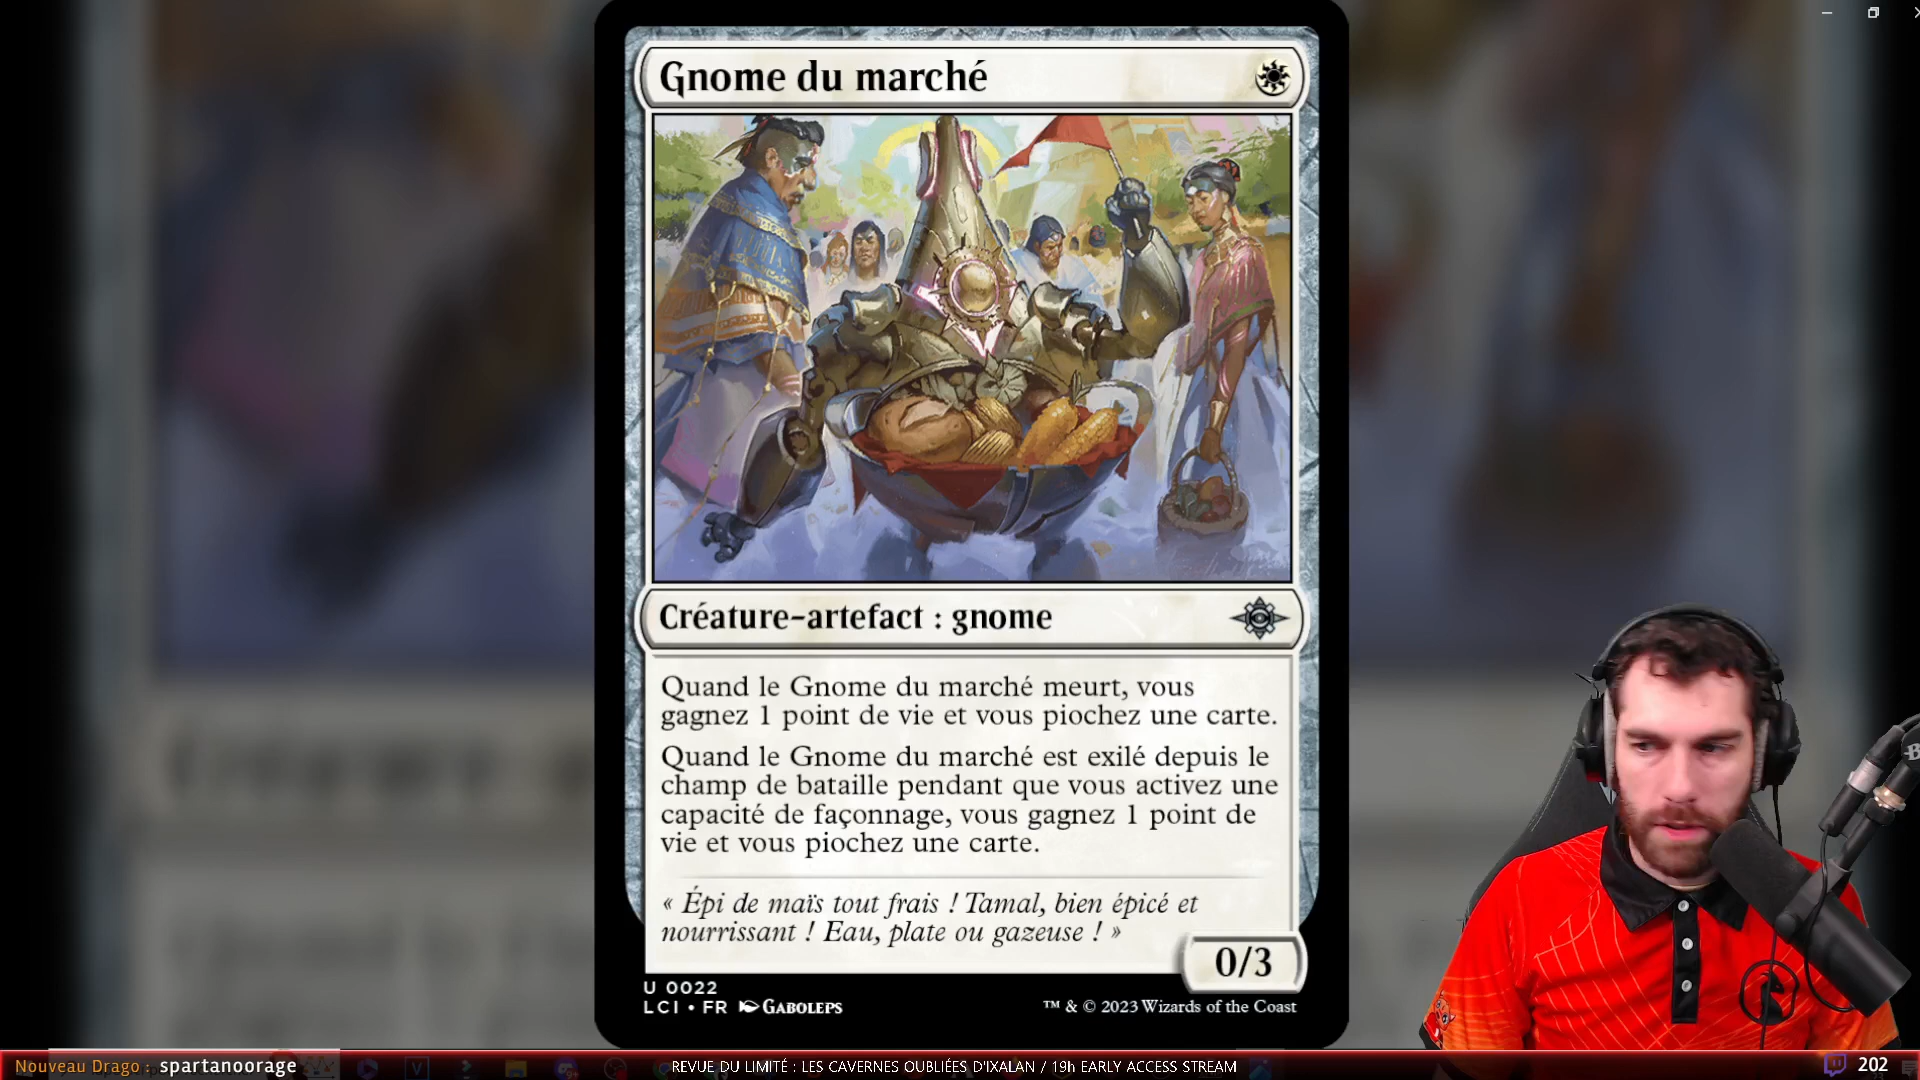 Gnome du marché
Créature-artefact : gnome
Quand le Gnome du marché meurt, vous
gagnez 1 point de vie et vous piochez une carte.
Quand le Gnome du marché est exilé depuis le
champ de bataille pendant que vous activez une
capacité de façonnage, vous gagnez 1 point de
vie et vous piochez une carte.
« Épi de maïs tout frais ! Tamal, bien épicé et
nourrissant ! Eau, plate ou gazeuse ! »
0/3
U 0022
LCI • FR GABOLEPS
™ & © 2023 Wizards of the Coast
Nouveau Drago : spartanoorage
REVUE DU LIMITÉ : LES CAVERNES OUBLIÉES D'IXALAN / 19h EARLY ACCESS STREAM
202